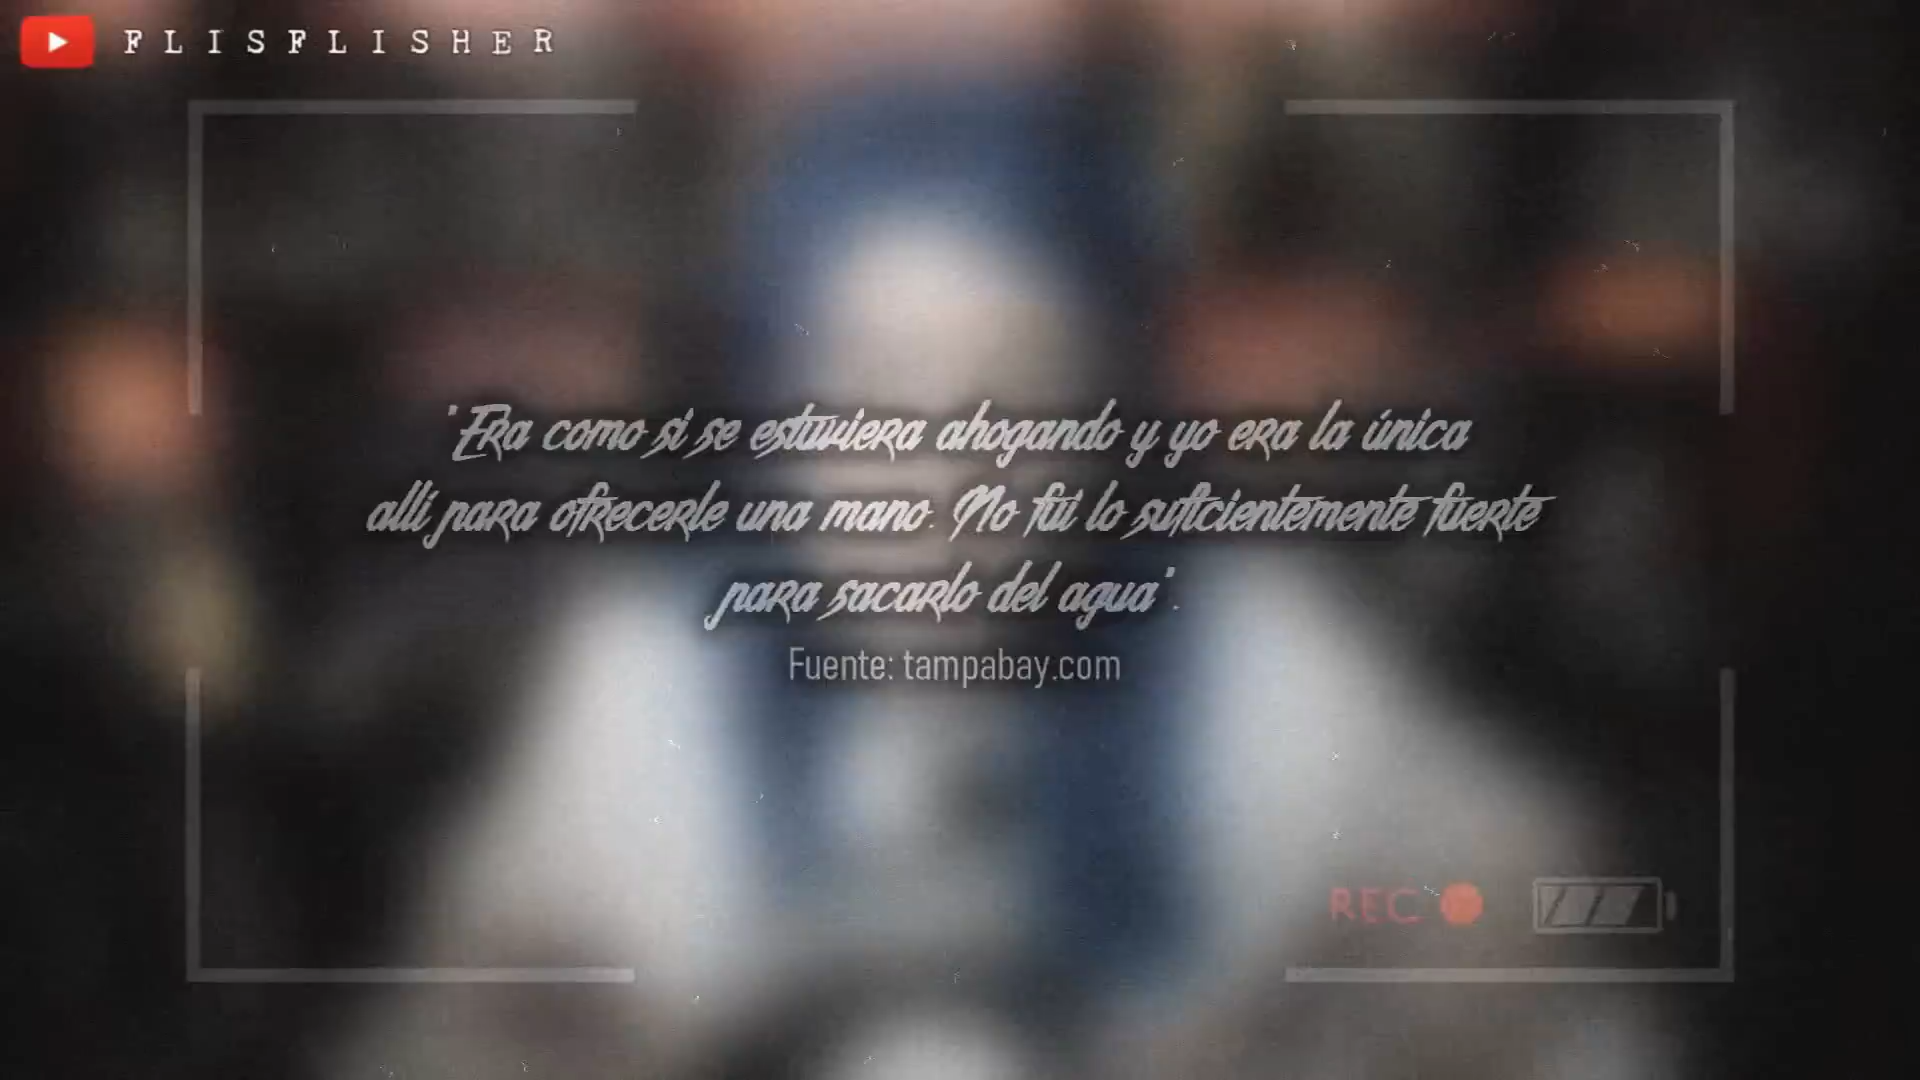 FLISFLISHER
"Era como si se estuviera ahogando y yo era la única
allí para ofrecerle una mano. No fuí lo suficientemente fuerte
para sacarlo del agua".
Fuente: tampabay.com
REC